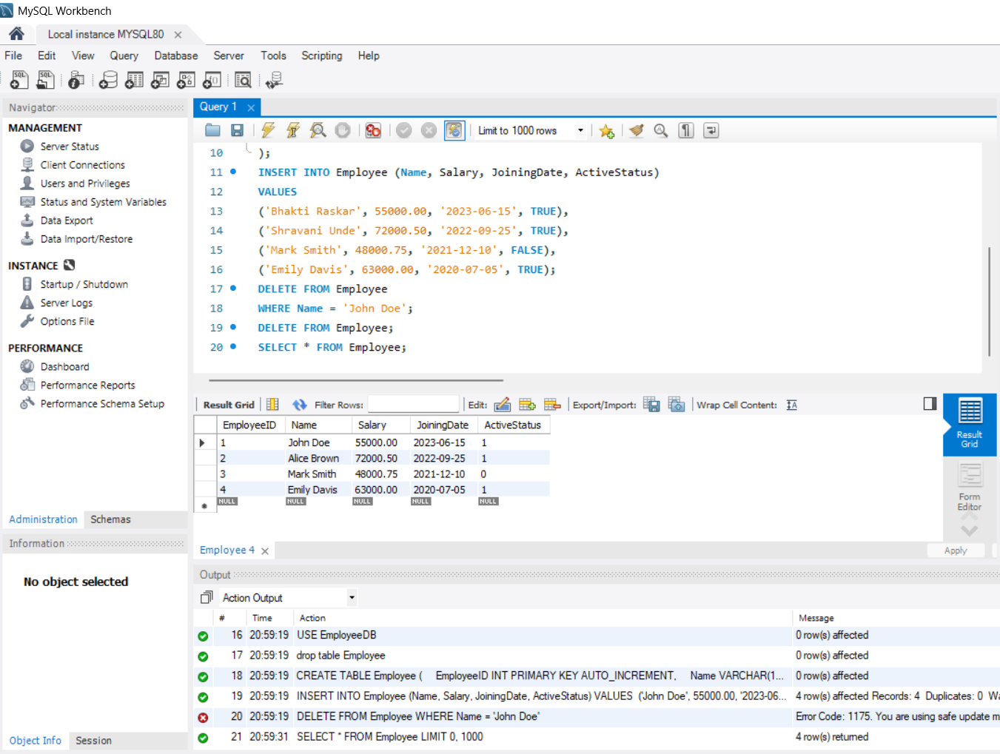 MySQL Workbench
Local instance MYSQL80
File Edit View Query Database Server Tools Scripting Help
Navigator
MANAGEMENT
Server Status
Client Connections
Users and Privileges
Status and System Variables
Data Export
Data Import/Restore
INSTANCE
Startup / Shutdown
Server Logs
Options File
PERFORMANCE
Dashboard
Performance Reports
Performance Schema Setup
Administration Schemas
Information
No object selected
Object Info Session
Query 1
Limit to 1000 rows
10 );
11 INSERT INTO Employee (Name, Salary, JoiningDate, ActiveStatus)
12 VALUES
13 ('Bhakti Raskar', 55000.00, '2023-06-15', TRUE),
14 ('Shravani Unde', 72000.50, '2022-09-25', TRUE),
15 ('Mark Smith', 48000.75, '2021-12-10', FALSE),
16 ('Emily Davis', 63000.00, '2020-07-05', TRUE);
17 DELETE FROM Employee
18 WHERE Name = 'John Doe';
19 DELETE FROM Employee;
20 SELECT * FROM Employee;
Result Grid Filter Rows: Edit: Export/Import: Wrap Cell Content:
EmployeeID Name Salary JoiningDate ActiveStatus
1 John Doe 55000.00 2023-06-15 1
2 Alice Brown 72000.50 2022-09-25 1
3 Mark Smith 48000.75 2021-12-10 0
4 Emily Davis 63000.00 2020-07-05 1
NULL NULL NULL NULL NULL
Result
Grid
Form
Editor
Employee 4
Apply
Output
Action Output
# Time Action Message
16 20:59:19 USE EmployeeDB 0 row(s) affected
17 20:59:19 drop table Employee 0 row(s) affected
18 20:59:19 CREATE TABLE Employee ( EmployeeID INT PRIMARY KEY AUTO_INCREMENT, Name VARCHAR(1... 0 row(s) affected
19 20:59:19 INSERT INTO Employee (Name, Salary, JoiningDate, ActiveStatus) VALUES ('John Doe', 55000.00, '2023-06... 4 row(s) affected Records: 4 Duplicates: 0 Wa
20 20:59:19 DELETE FROM Employee WHERE Name = 'John Doe' Error Code: 1175. You are using safe update m
21 20:59:31 SELECT * FROM Employee LIMIT 0, 1000 4 row(s) returned